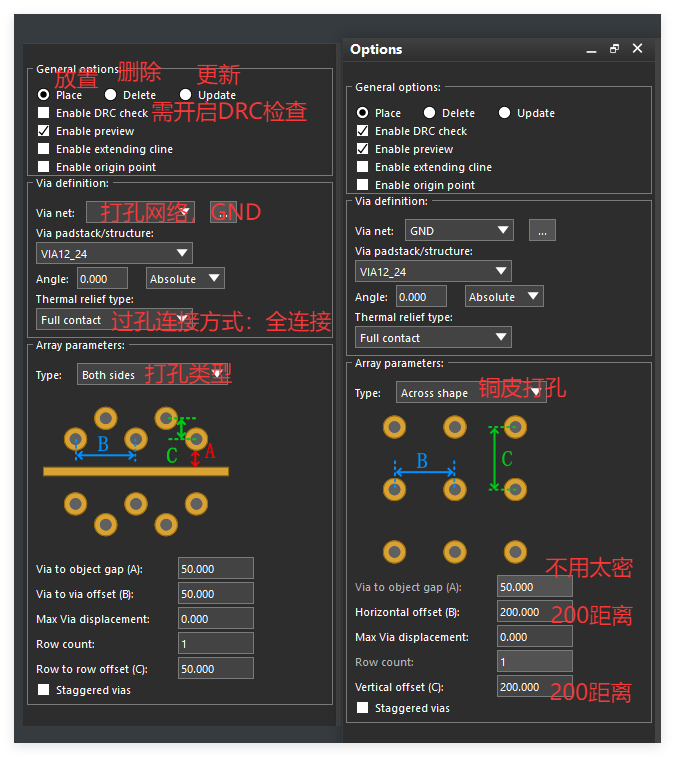 General options:
放置
删除
更新
Place
Delete
Update
Enable DRC check
需开启DRC检查
Enable preview
Enable extending cline
Enable origin point
Via definition:
Via net:
打孔网络,
...
GND
Via padstack/structure:
VIA12_24
Angle:
0.000
Absolute
Thermal relief type:
Full contact
过孔连接方式：全连接
Array parameters:
Type:
Both sides
打孔类型
B
C
A
Via to object gap (A):
50.000
Via to via offset (B):
50.000
Max Via displacement:
0.000
Row count:
1
Row to row offset (C):
50.000
Staggered vias
Options
General options:
Place
Delete
Update
Enable DRC check
Enable preview
Enable extending cline
Enable origin point
Via definition:
Via net:
GND
...
Via padstack/structure:
VIA12_24
Angle:
0.000
Absolute
Thermal relief type:
Full contact
Array parameters:
Type:
Across shape
铜皮打孔
B
C
不用太密
Via to object gap (A):
50.000
Horizontal offset (B):
200.000
200距离
Max Via displacement:
0.000
Row count:
1
Vertical offset (C):
200.000
200距离
Staggered vias